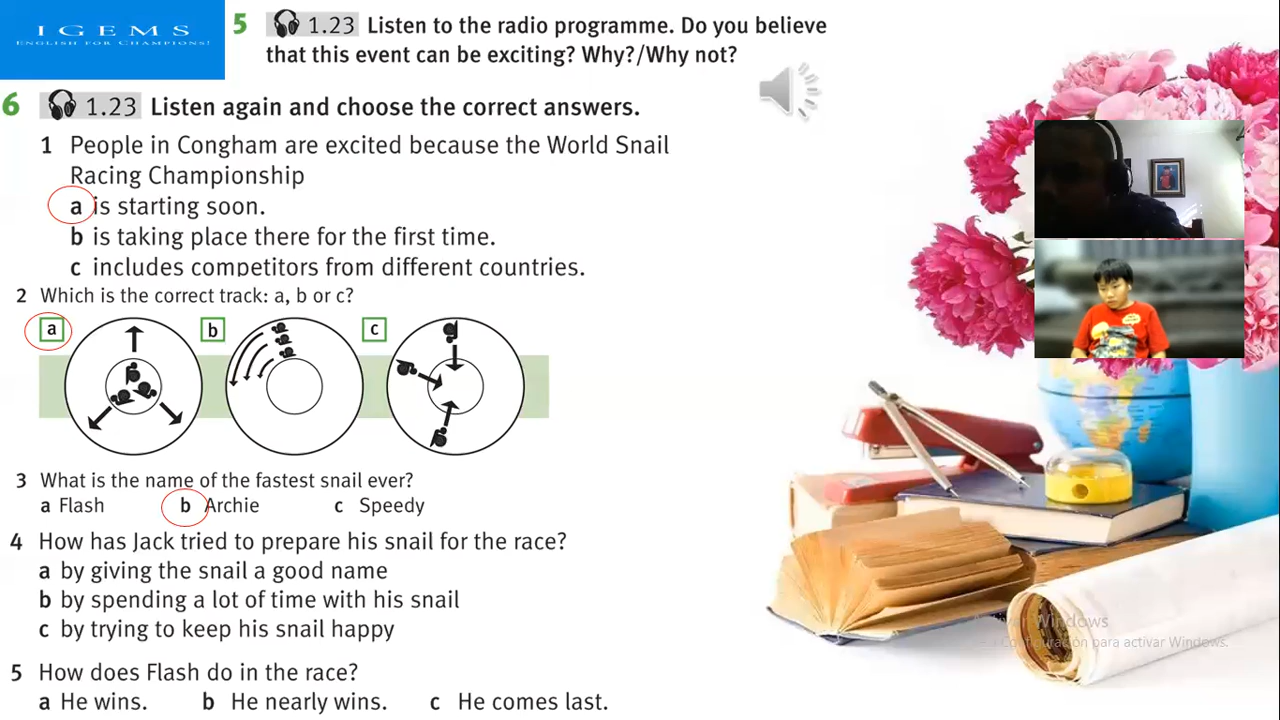 IGEMS
ENGLISH FOR CHAMPIONS!
5 1.23 Listen to the radio programme. Do you believe
that this event can be exciting? Why?/Why not?
6 1.23 Listen again and choose the correct answers.
1 People in Congham are excited because the World Snail
Racing Championship
a is starting soon.
b is taking place there for the first time.
c includes competitors from different countries.
2 Which is the correct track: a, b or c?
a b c
3 What is the name of the fastest snail ever?
a Flash b Archie c Speedy
4 How has Jack tried to prepare his snail for the race?
a by giving the snail a good name
b by spending a lot of time with his snail
c by trying to keep his snail happy
5 How does Flash do in the race?
a He wins. b He nearly wins. c He comes last.
Windows
Configuración para activar Windows.